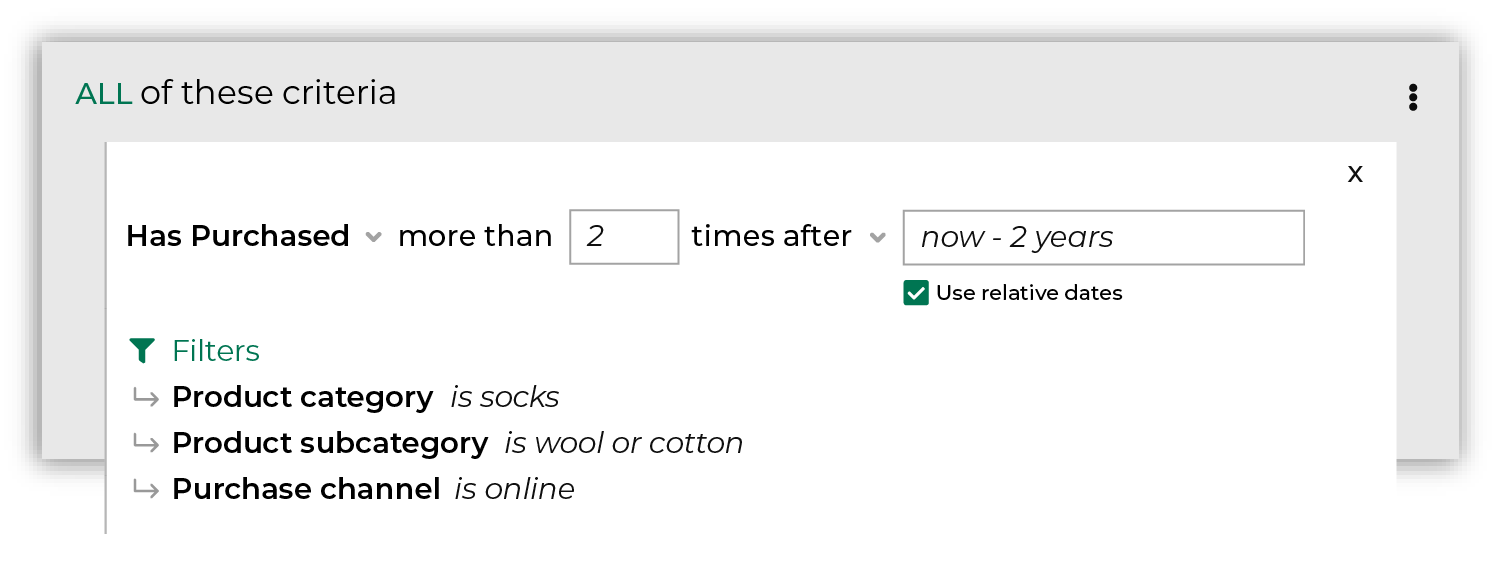 ALL of these criteria
x
Has Purchased more than 2 times after now - 2 years
Use relative dates
Filters
Product category is socks
Product subcategory is wool or cotton
Purchase channel is online